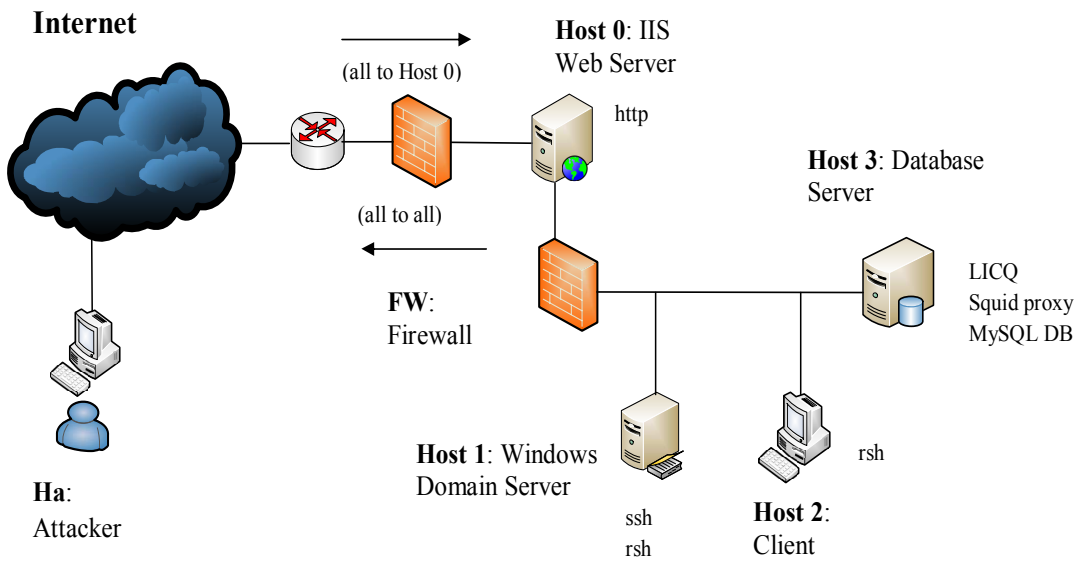 Internet
(all to Host 0)
Host 0: IIS
Web Server
http
Host 3: Database
Server
(all to all)
FW:
Firewall
LICQ
Squid proxy
MySQL DB
Host 1: Windows
Domain Server
ssh
rsh
rsh
Host 2:
Client
Ha:
Attacker